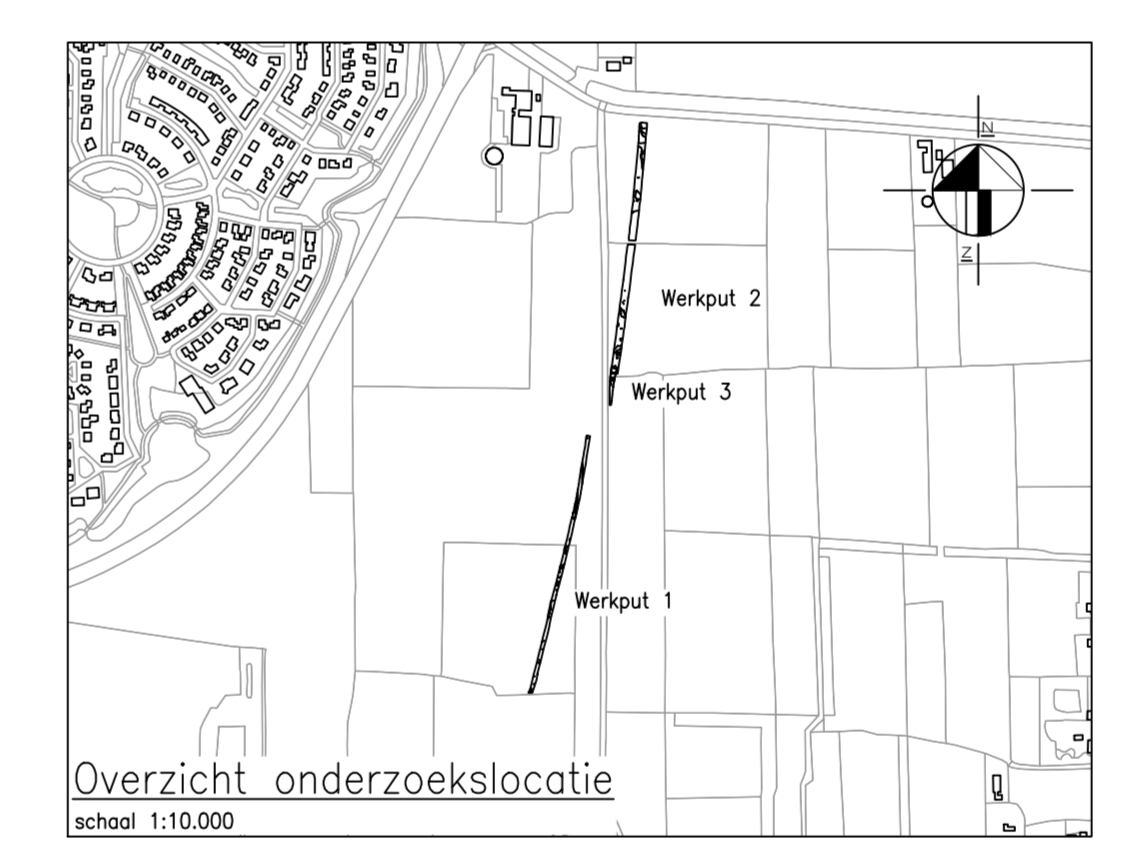 N
Z
Werkput 2
Werkput 3
Werkput 1
Overzicht onderzoekslocatie
schaal 1:10.000